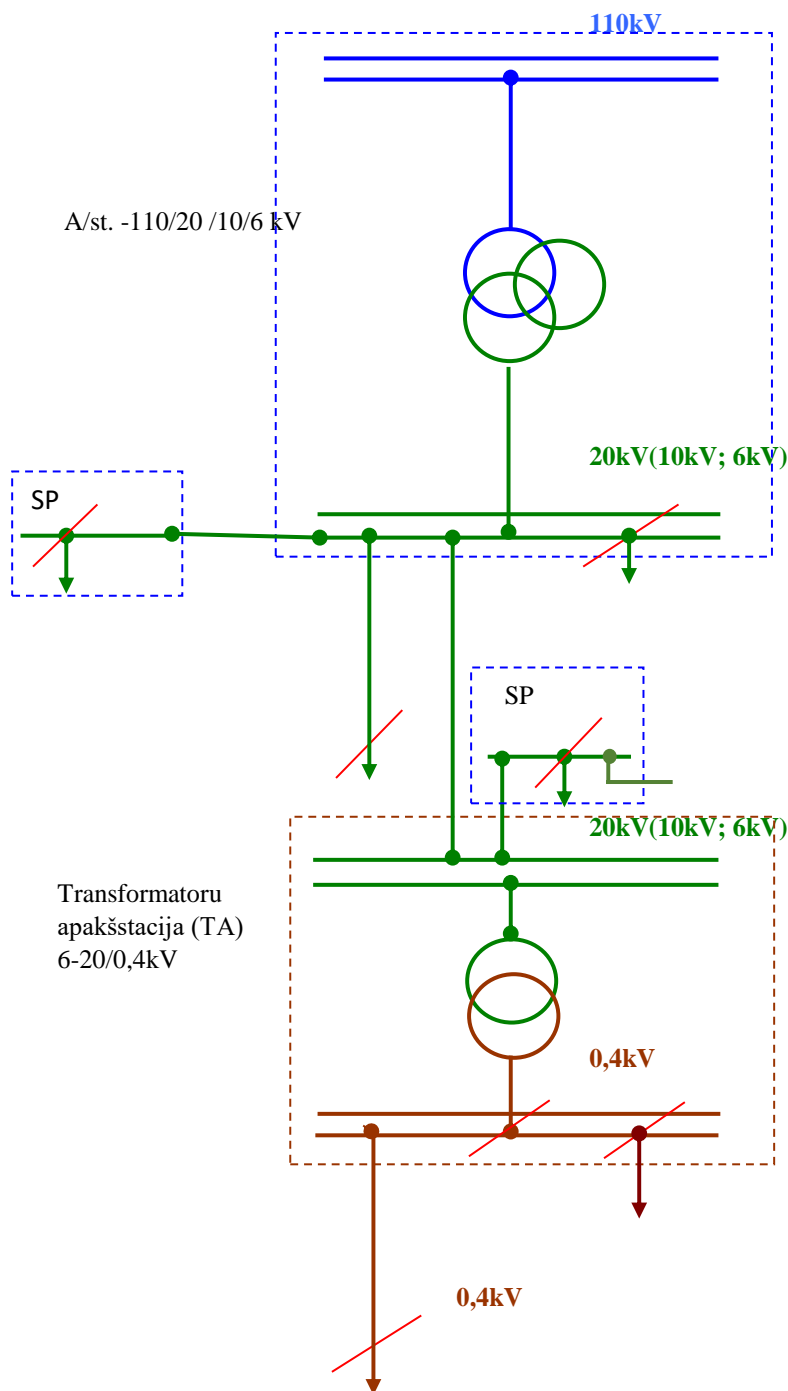 110kV
A/st. -110/20 /10/6 kV
20kV(10kV; 6kV)
SP
SP
20kV(10kV; 6kV)
Transformatoru
apakšstacija (TA)
6-20/0,4kV
0,4kV
0,4kV